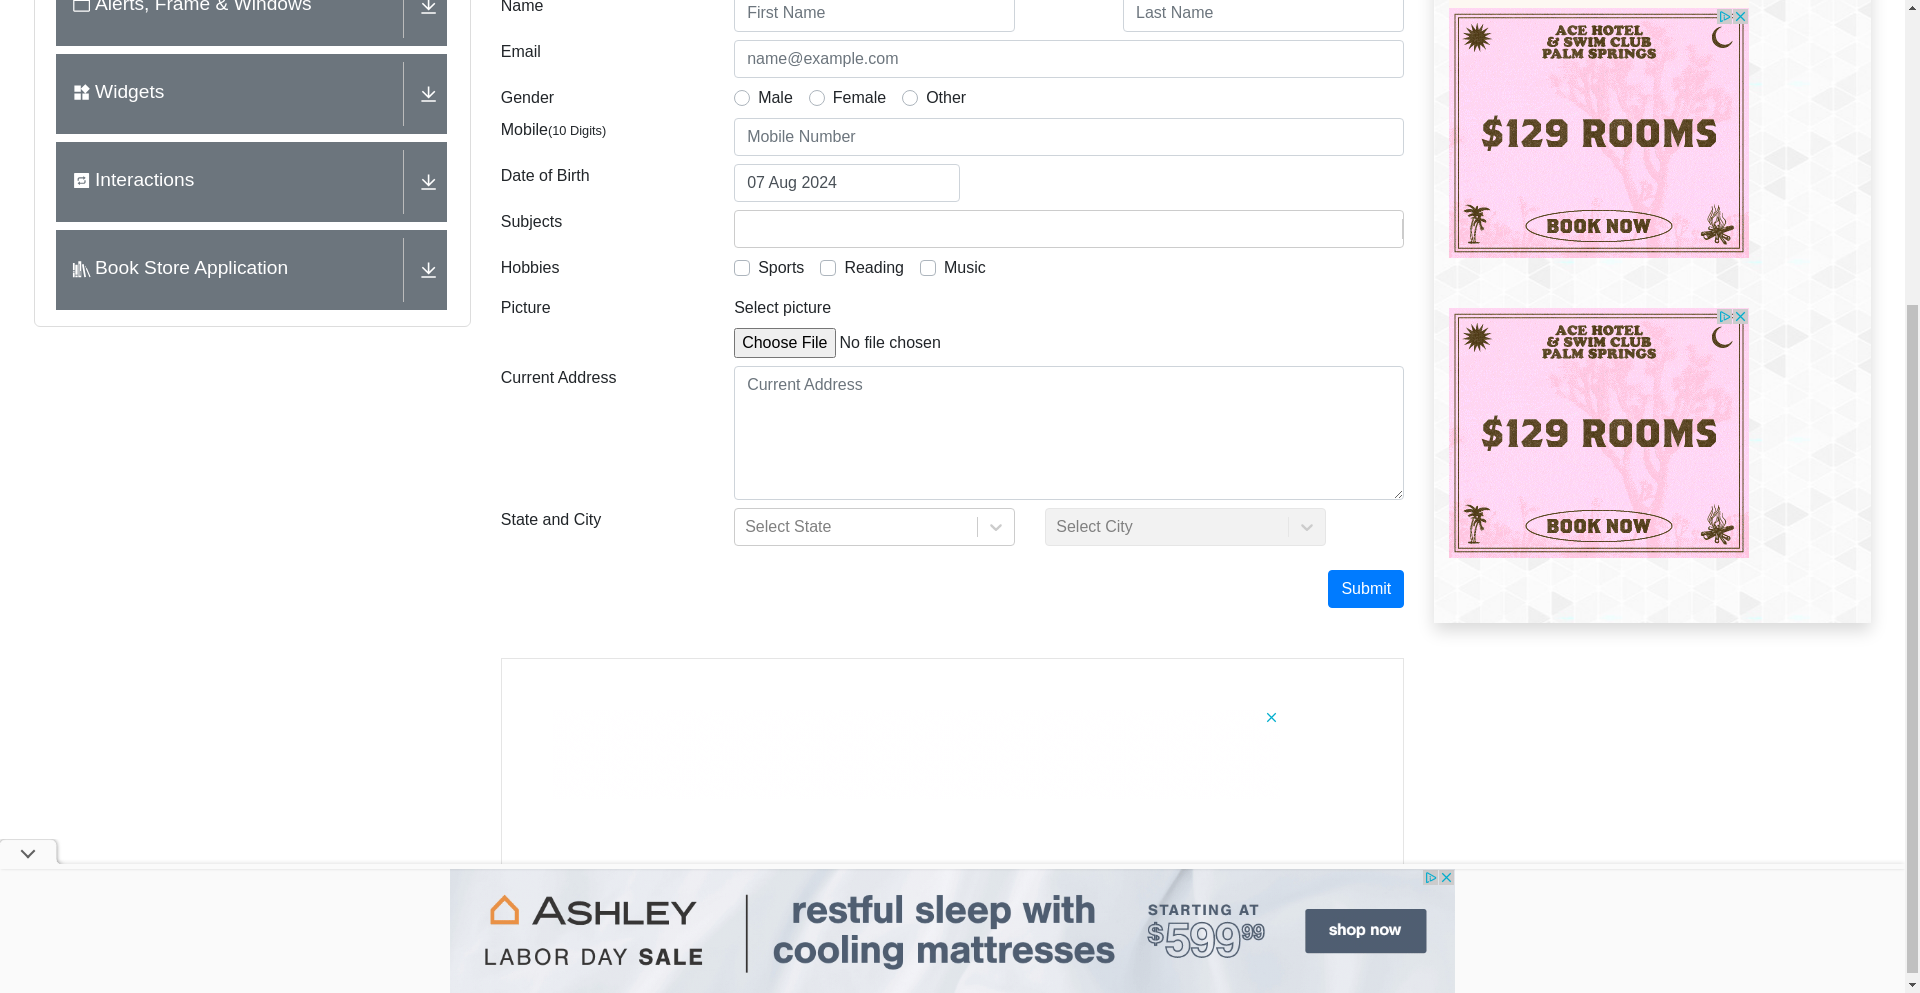 Alerts, Frame & Windows
Widgets
Interactions
Book Store Application
Name
First Name
Last Name
Email
name@example.com
Gender
Male
Female
Other
Mobile(10 Digits)
Mobile Number
Date of Birth
07 Aug 2024
Subjects
Hobbies
Sports
Reading
Music
Picture
Select picture
Choose File No file chosen
Current Address
Current Address
State and City
Select State
Select City
Submit
ACE HOTEL
& SWIM CLUB
PALM SPRINGS
$129 ROOMS
BOOK NOW
ACE HOTEL
& SWIM CLUB
PALM SPRINGS
$129 ROOMS
BOOK NOW
ASHLEY
LABOR DAY SALE
restful sleep with
cooling mattresses
STARTING AT
$599.99
shop now